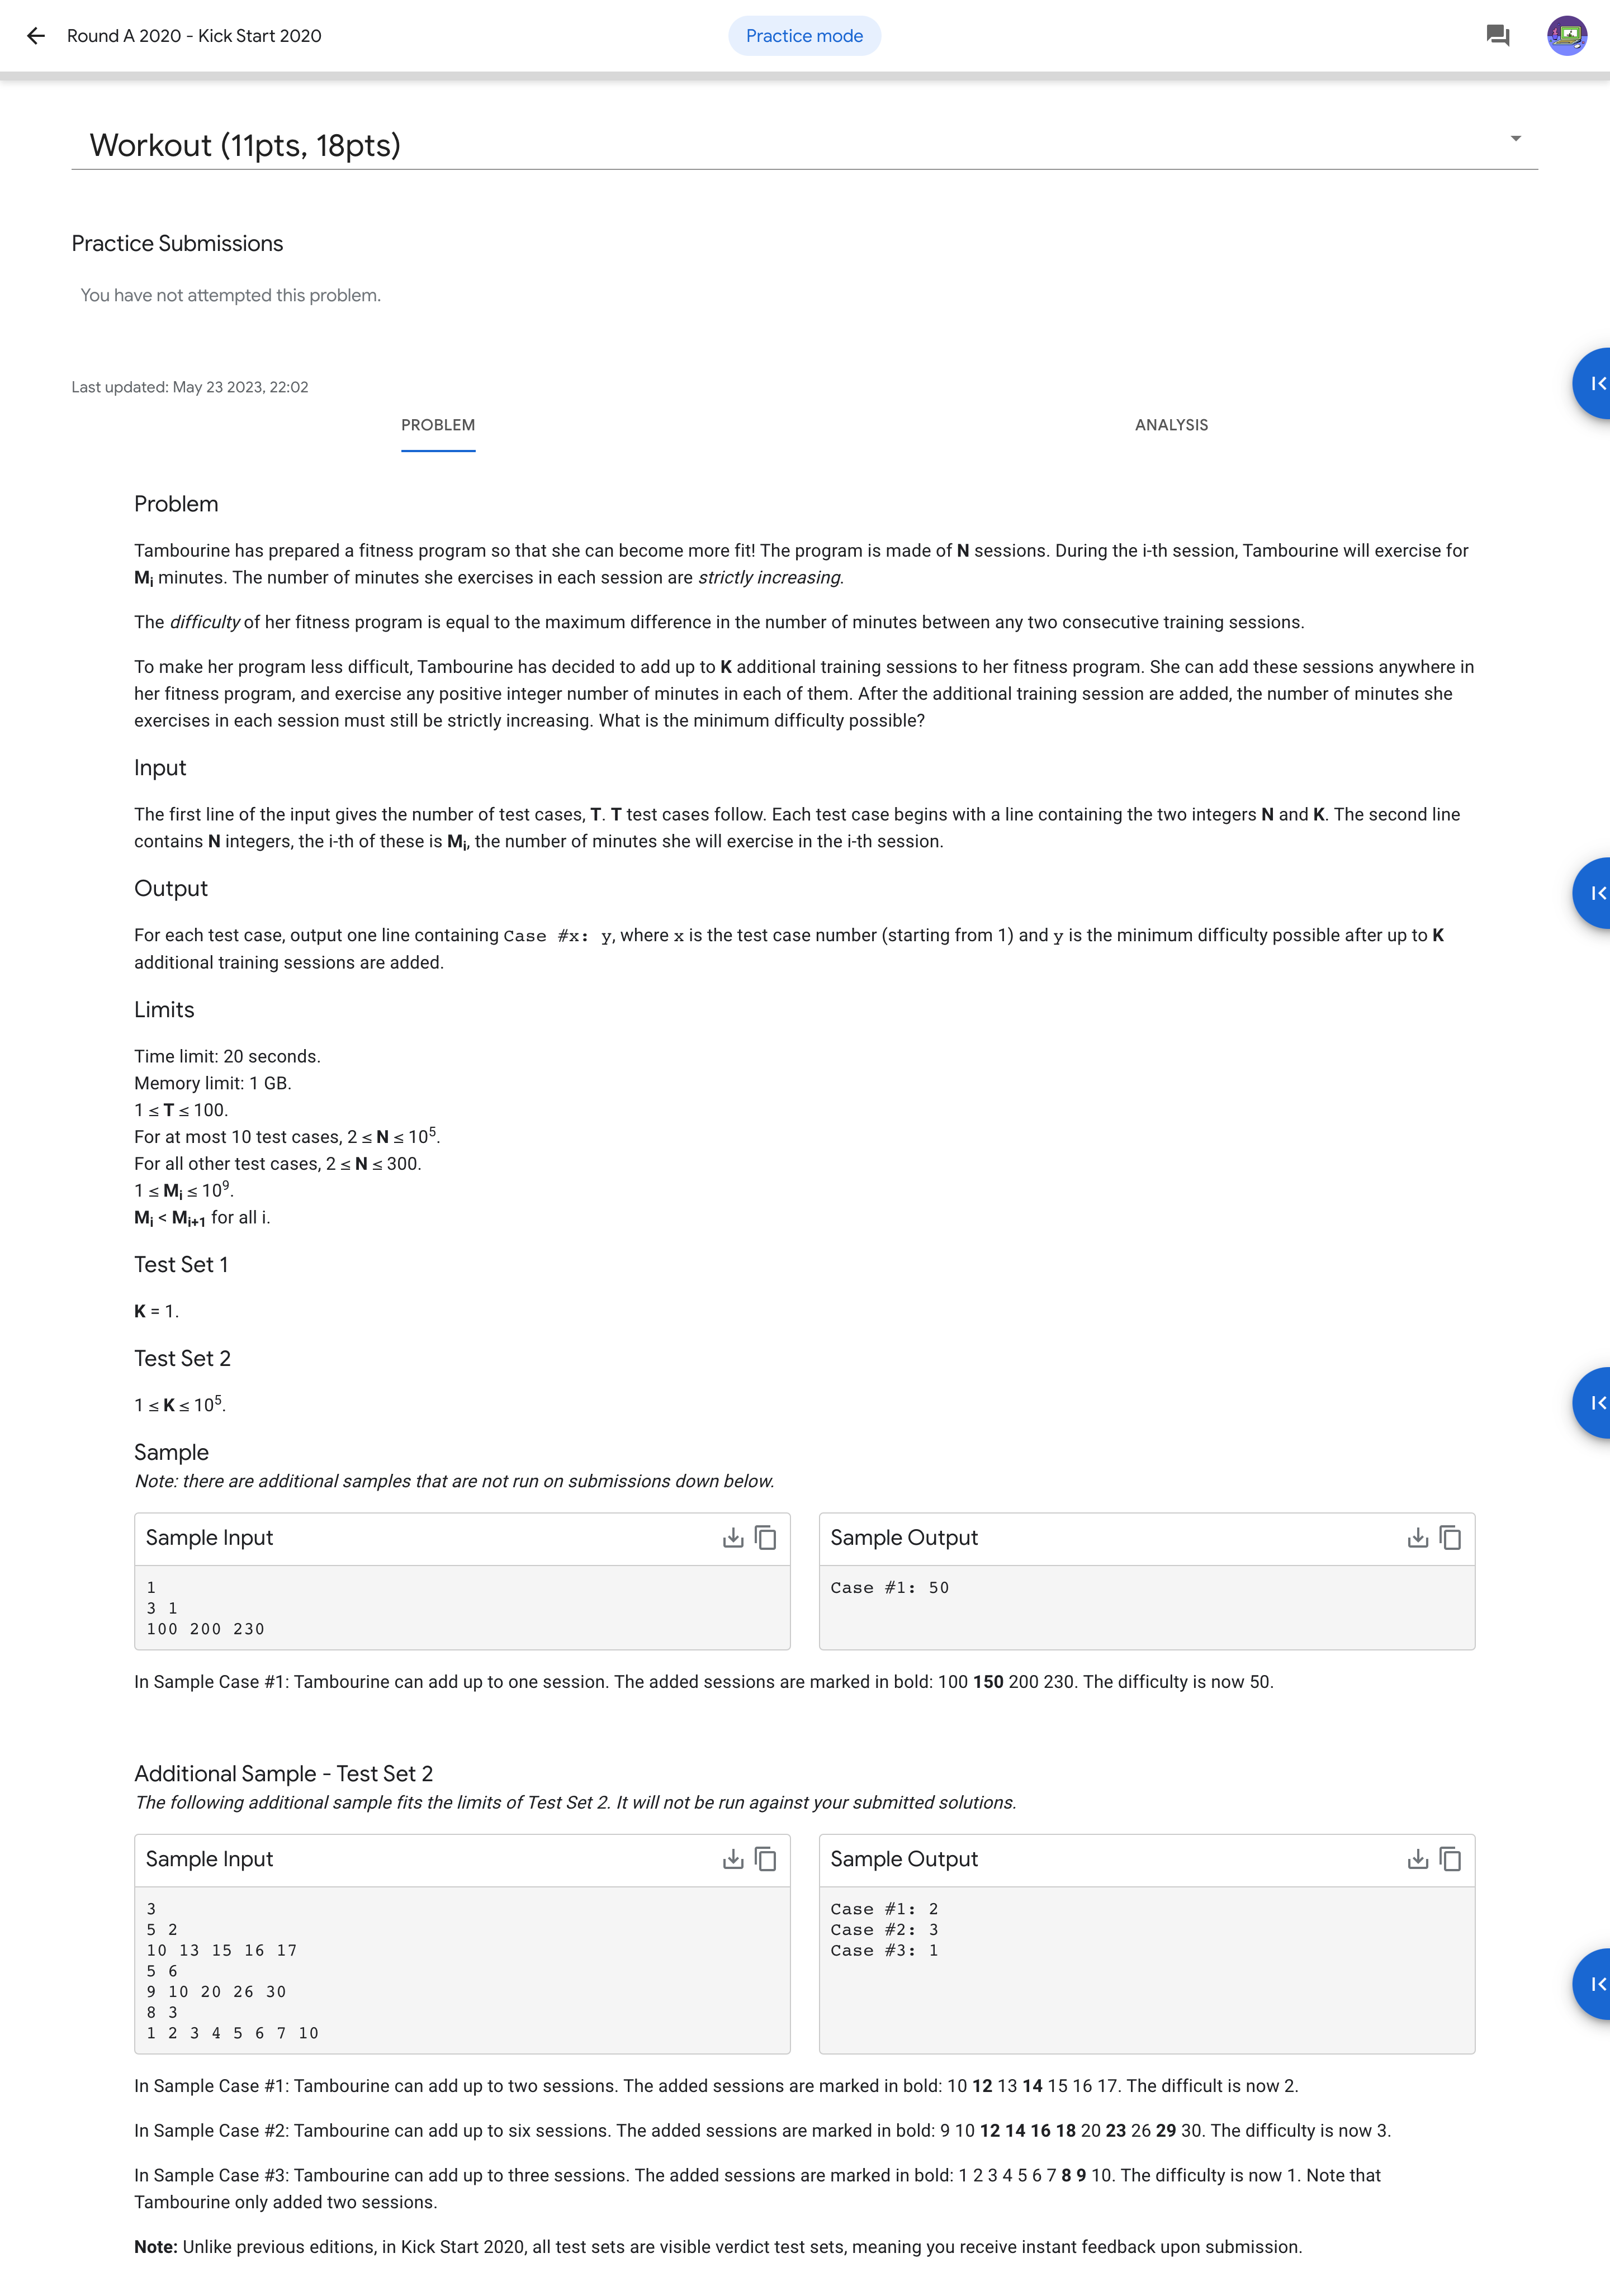 Round A 2020 - Kick Start 2020
Practice mode
Workout (11pts, 18pts)
Practice Submissions
You have not attempted this problem.
Last updated: May 23 2023, 22:02
PROBLEM
ANALYSIS
Problem
Tambourine has prepared a fitness program so that she can become more fit! The program is made of N sessions. During the i-th session, Tambourine will exercise for
Mi minutes. The number of minutes she exercises in each session are strictly increasing.
The difficulty of her fitness program is equal to the maximum difference in the number of minutes between any two consecutive training sessions.
To make her program less difficult, Tambourine has decided to add up to K additional training sessions to her fitness program. She can add these sessions anywhere in
her fitness program, and exercise any positive integer number of minutes in each of them. After the additional training session are added, the number of minutes she
exercises in each session must still be strictly increasing. What is the minimum difficulty possible?
Input
The first line of the input gives the number of test cases, T. T test cases follow. Each test case begins with a line containing the two integers N and K. The second line
contains N integers, the i-th of these is Mi, the number of minutes she will exercise in the i-th session.
Output
For each test case, output one line containing Case #x: y, where x is the test case number (starting from 1) and y is the minimum difficulty possible after up to K
additional training sessions are added.
Limits
Time limit: 20 seconds.
Memory limit: 1 GB.
1 ≤ T ≤ 100.
For at most 10 test cases, 2 ≤ N ≤ 10⁵.
For all other test cases, 2 ≤ N ≤ 300.
1 ≤ Mi ≤ 10⁹.
Mi < Mi+1 for all i.
Test Set 1
K = 1.
Test Set 2
1 ≤ K ≤ 10⁵.
Sample
Note: there are additional samples that are not run on submissions down below.
Sample Input
1
3 1
100 200 230
Sample Output
Case #1: 50
In Sample Case #1: Tambourine can add up to one session. The added sessions are marked in bold: 100 150 200 230. The difficulty is now 50.
Additional Sample - Test Set 2
The following additional sample fits the limits of Test Set 2. It will not be run against your submitted solutions.
Sample Input
3
5 2
10 13 15 16 17
5 6
9 10 20 26 30
8 3
1 2 3 4 5 6 7 10
Sample Output
Case #1: 2
Case #2: 3
Case #3: 1
In Sample Case #1: Tambourine can add up to two sessions. The added sessions are marked in bold: 10 12 13 14 15 16 17. The difficult is now 2.
In Sample Case #2: Tambourine can add up to six sessions. The added sessions are marked in bold: 9 10 12 14 16 18 20 23 26 29 30. The difficulty is now 3.
In Sample Case #3: Tambourine can add up to three sessions. The added sessions are marked in bold: 1 2 3 4 5 6 7 8 9 10. The difficulty is now 1. Note that
Tambourine only added two sessions.
Note: Unlike previous editions, in Kick Start 2020, all test sets are visible verdict test sets, meaning you receive instant feedback upon submission.